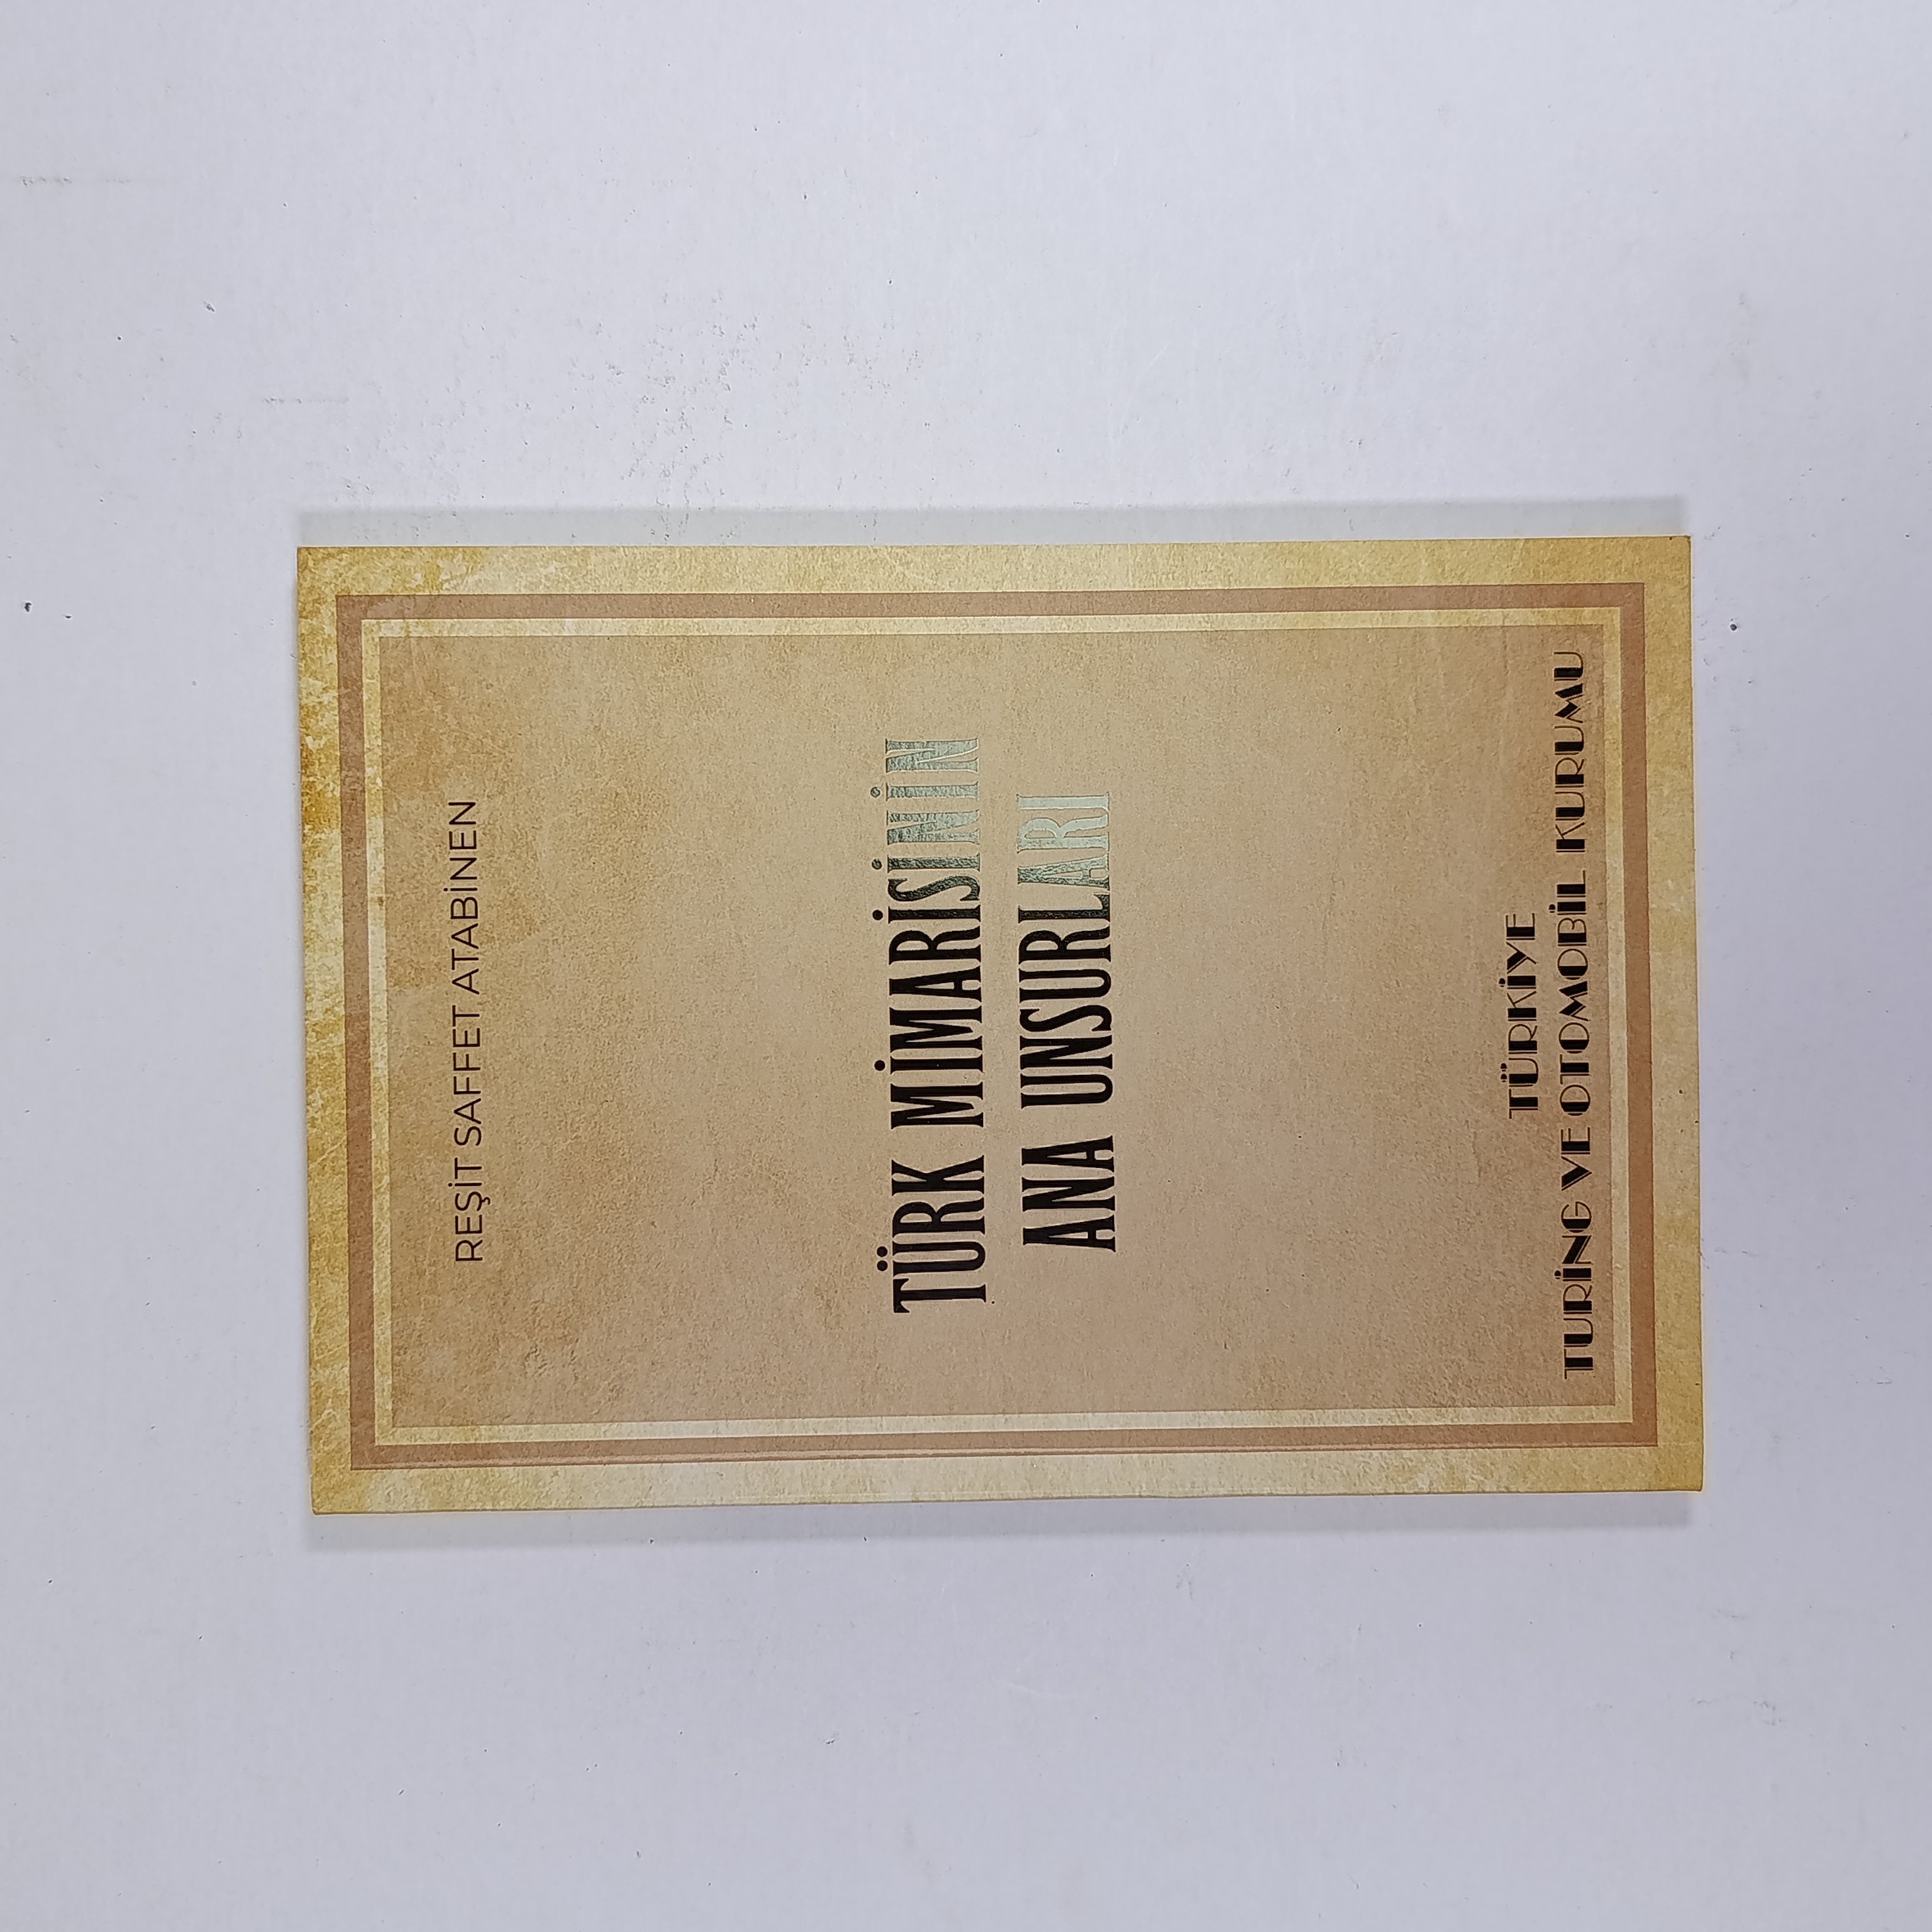 REŞİT SAFFET ATABİNEN
TÜRK MİMARİSİNİN
ANA UNSURLARI
TÜRKİYE
TURİNG VE OTOMOBİL KURUMU